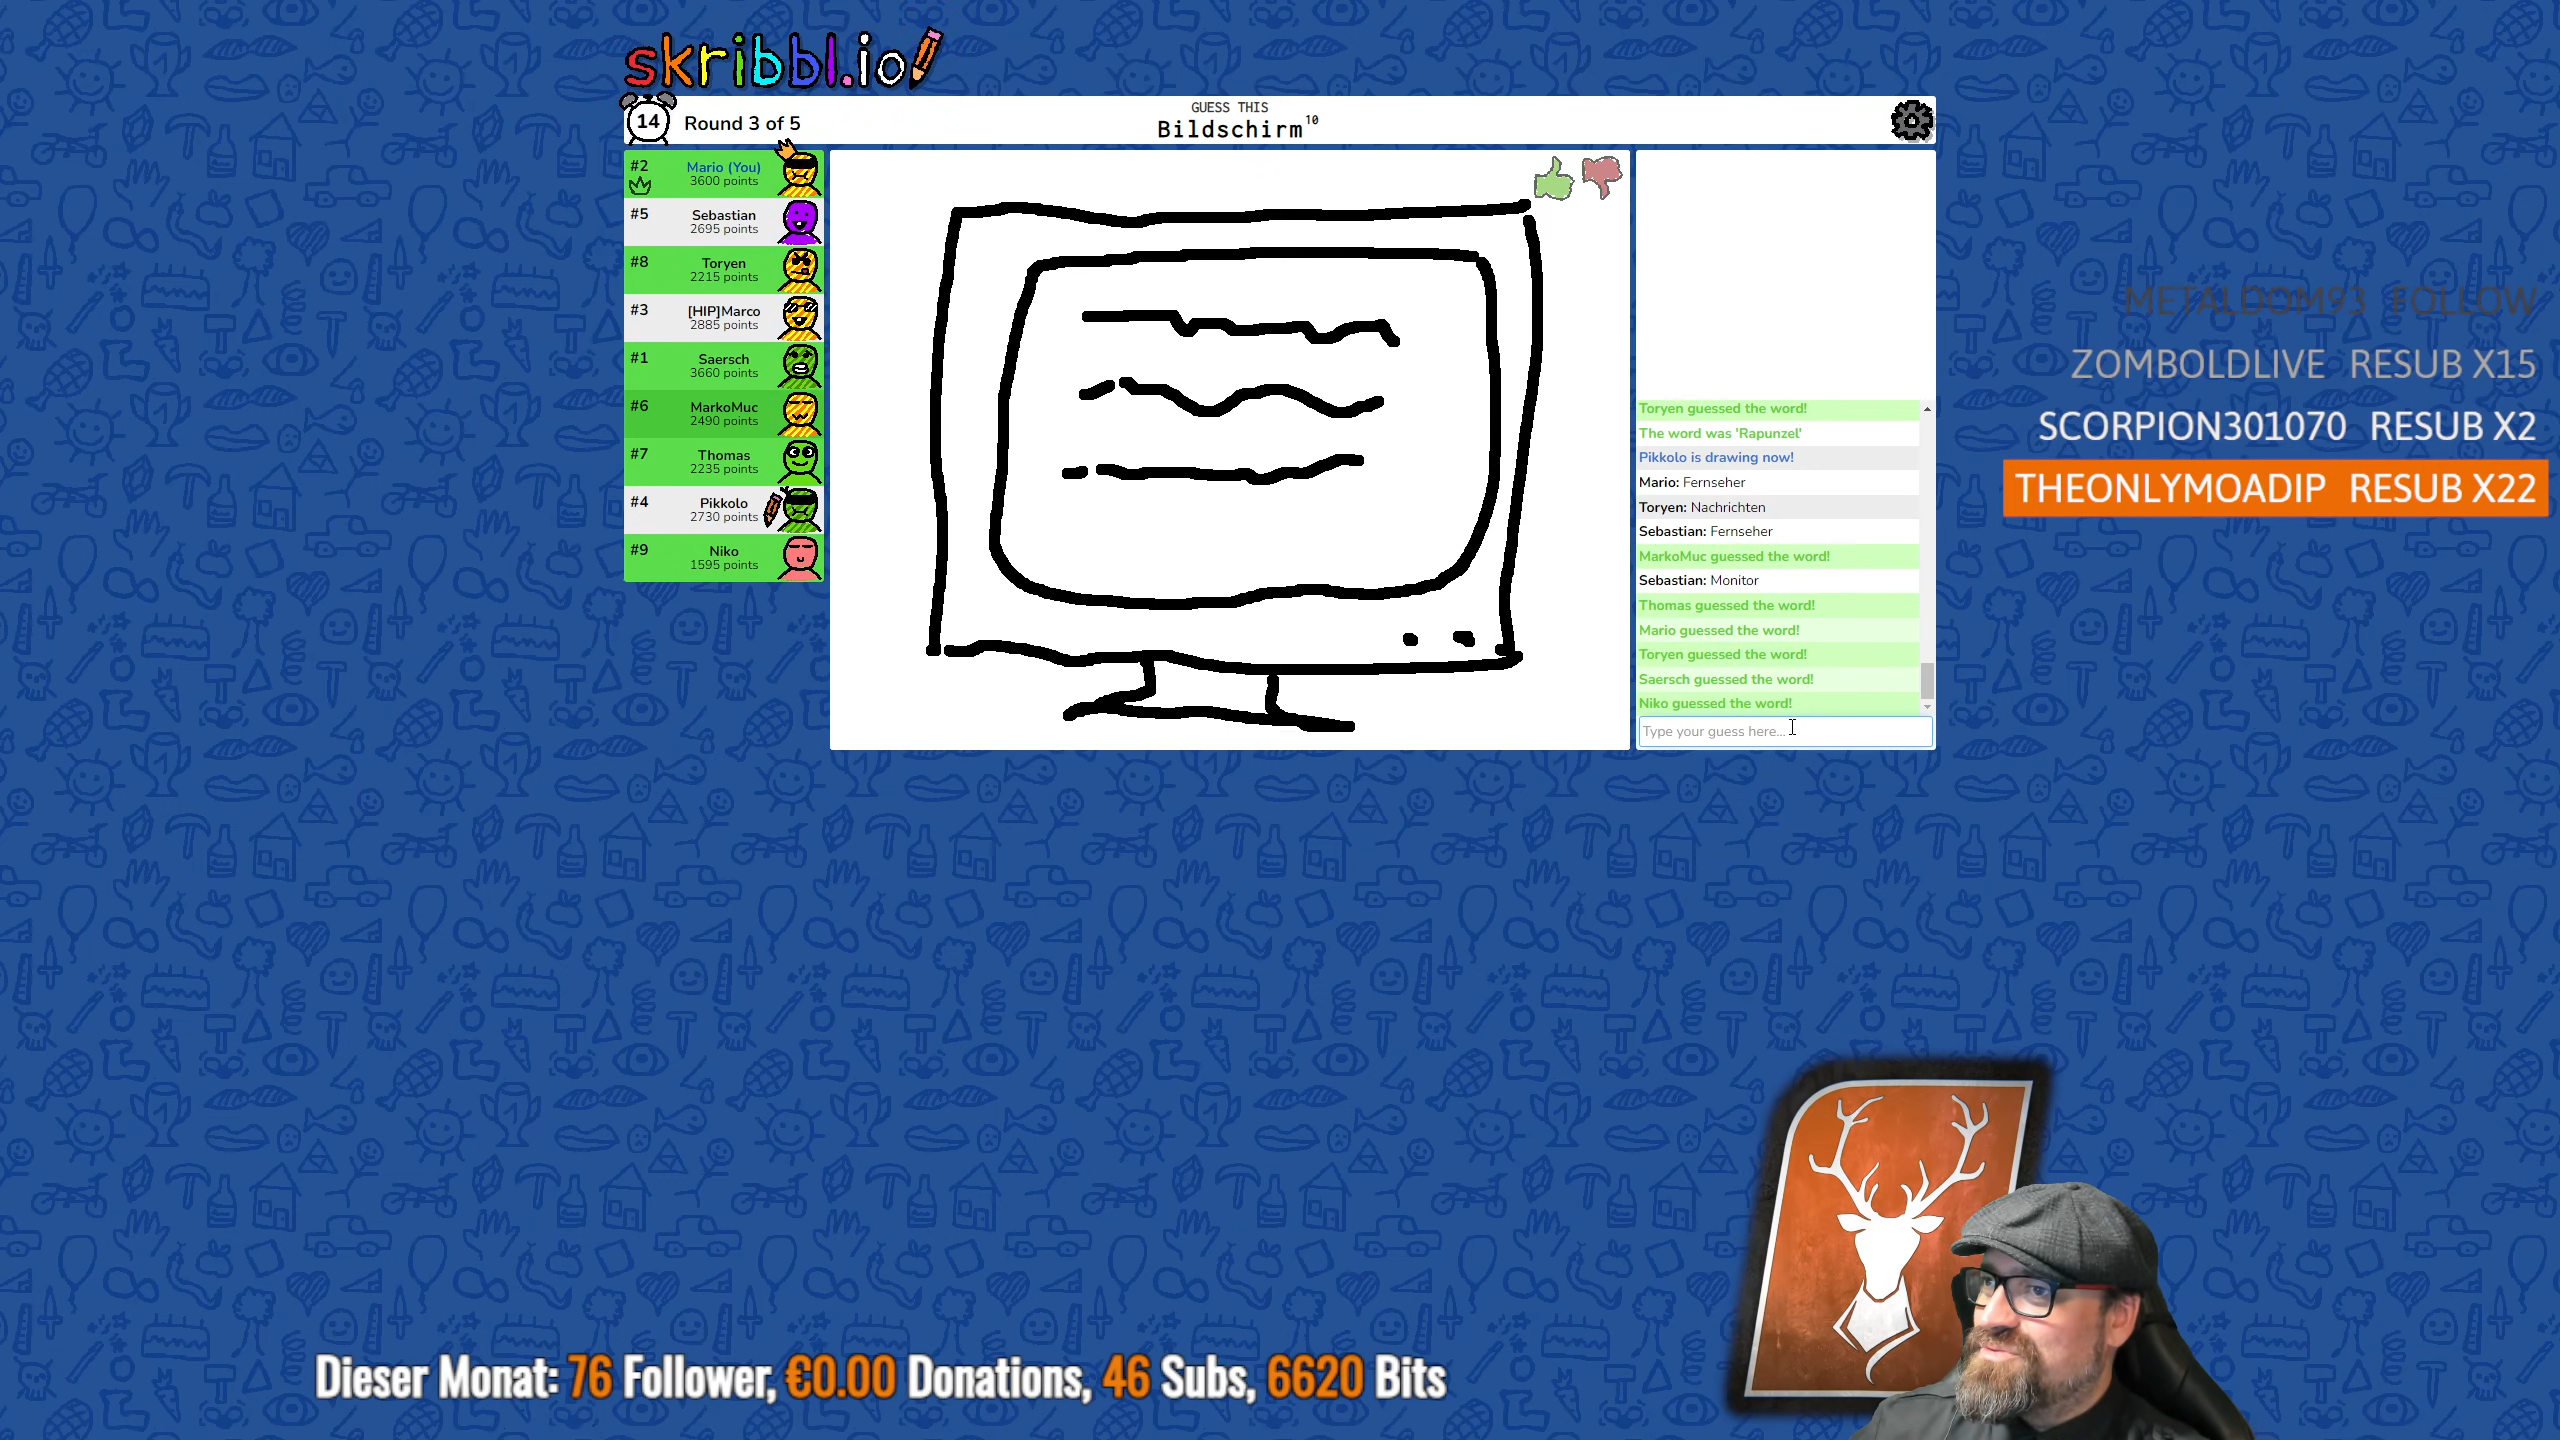 skribbl.io
14
Round 3 of 5
GUESS THIS
Bildschirm10
#2 Mario (You)
3600 points
#5 Sebastian
2695 points
#8 Toryen
2215 points
#3 [HIP]Marco
2885 points
#1 Saersch
3660 points
#6 MarkoMuc
2490 points
#7 Thomas
2235 points
#4 Pikkolo
2730 points
#9 Niko
1595 points
Toryen guessed the word!
The word was 'Rapunzel'
Pikkolo is drawing now!
Mario: Fernseher
Toryen: Nachrichten
Sebastian: Fernseher
MarkoMuc guessed the word!
Sebastian: Monitor
Thomas guessed the word!
Mario guessed the word!
Toryen guessed the word!
Saersch guessed the word!
Niko guessed the word!
Type your guess here...
METALDOM93 FOLLOW
ZOMBOLDLIVE RESUB X15
SCORPION301070 RESUB X2
THEONLYMOADIP RESUB X22
Dieser Monat: 76 Follower, €0.00 Donations, 46 Subs, 6620 Bits